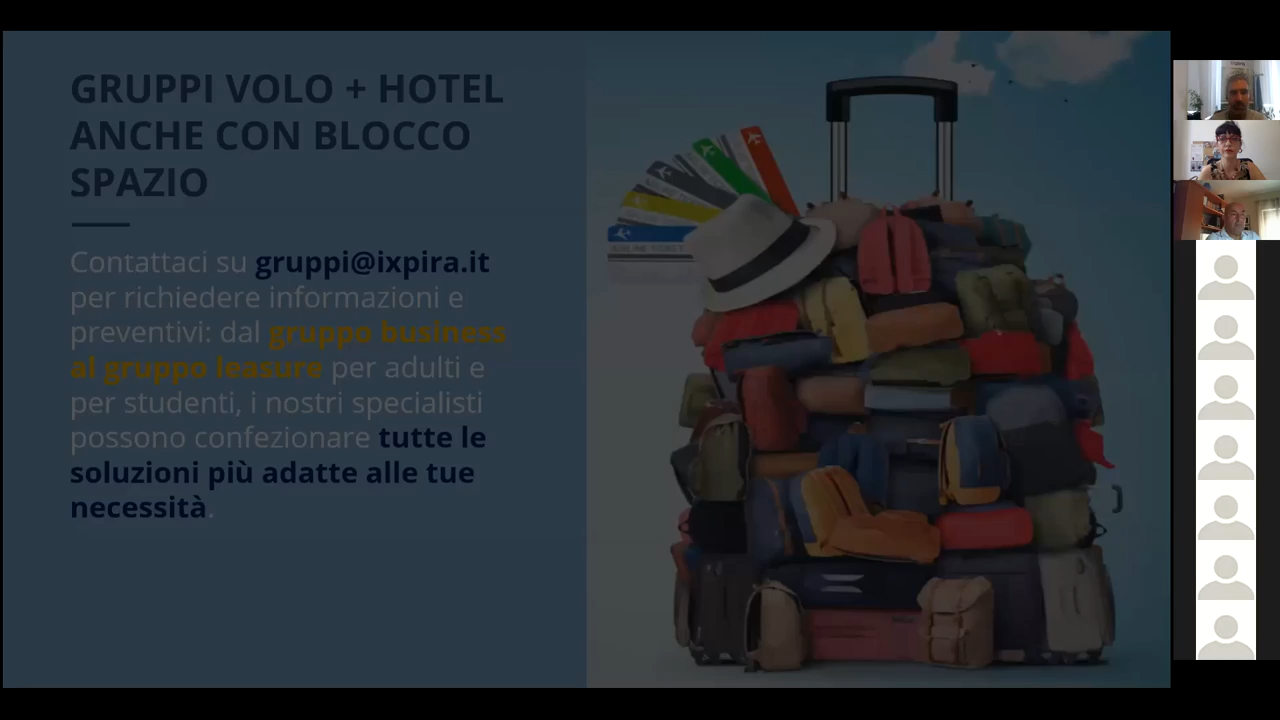 GRUPPI VOLO + HOTEL
ANCHE CON BLOCCO
SPAZIO
Contattaci su gruppi@ixpira.it
per richiedere informazioni e
preventivi: dal gruppo business
al gruppo leasure per adulti e
per studenti, i nostri specialisti
possono confezionare tutte le
soluzioni più adatte alle tue
necessità.